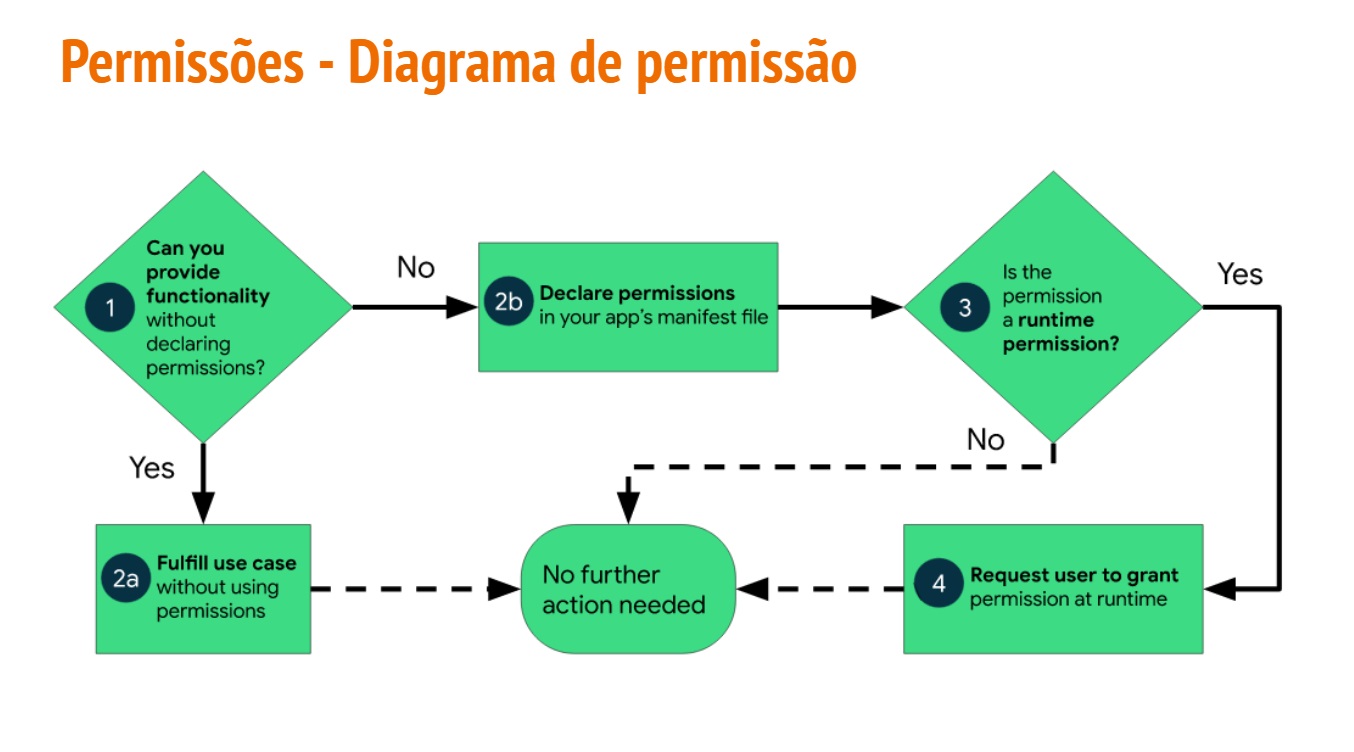 Permissões - Diagrama de permissão
1
Can you
provide
functionality
without
declaring
permissions?
No
2b
Declare permissions
in your app's manifest file
3
Is the
permission
a runtime
permission?
Yes
No
Yes
2a
Fulfill use case
without using
permissions
No further
action needed
4
Request user to grant
permission at runtime